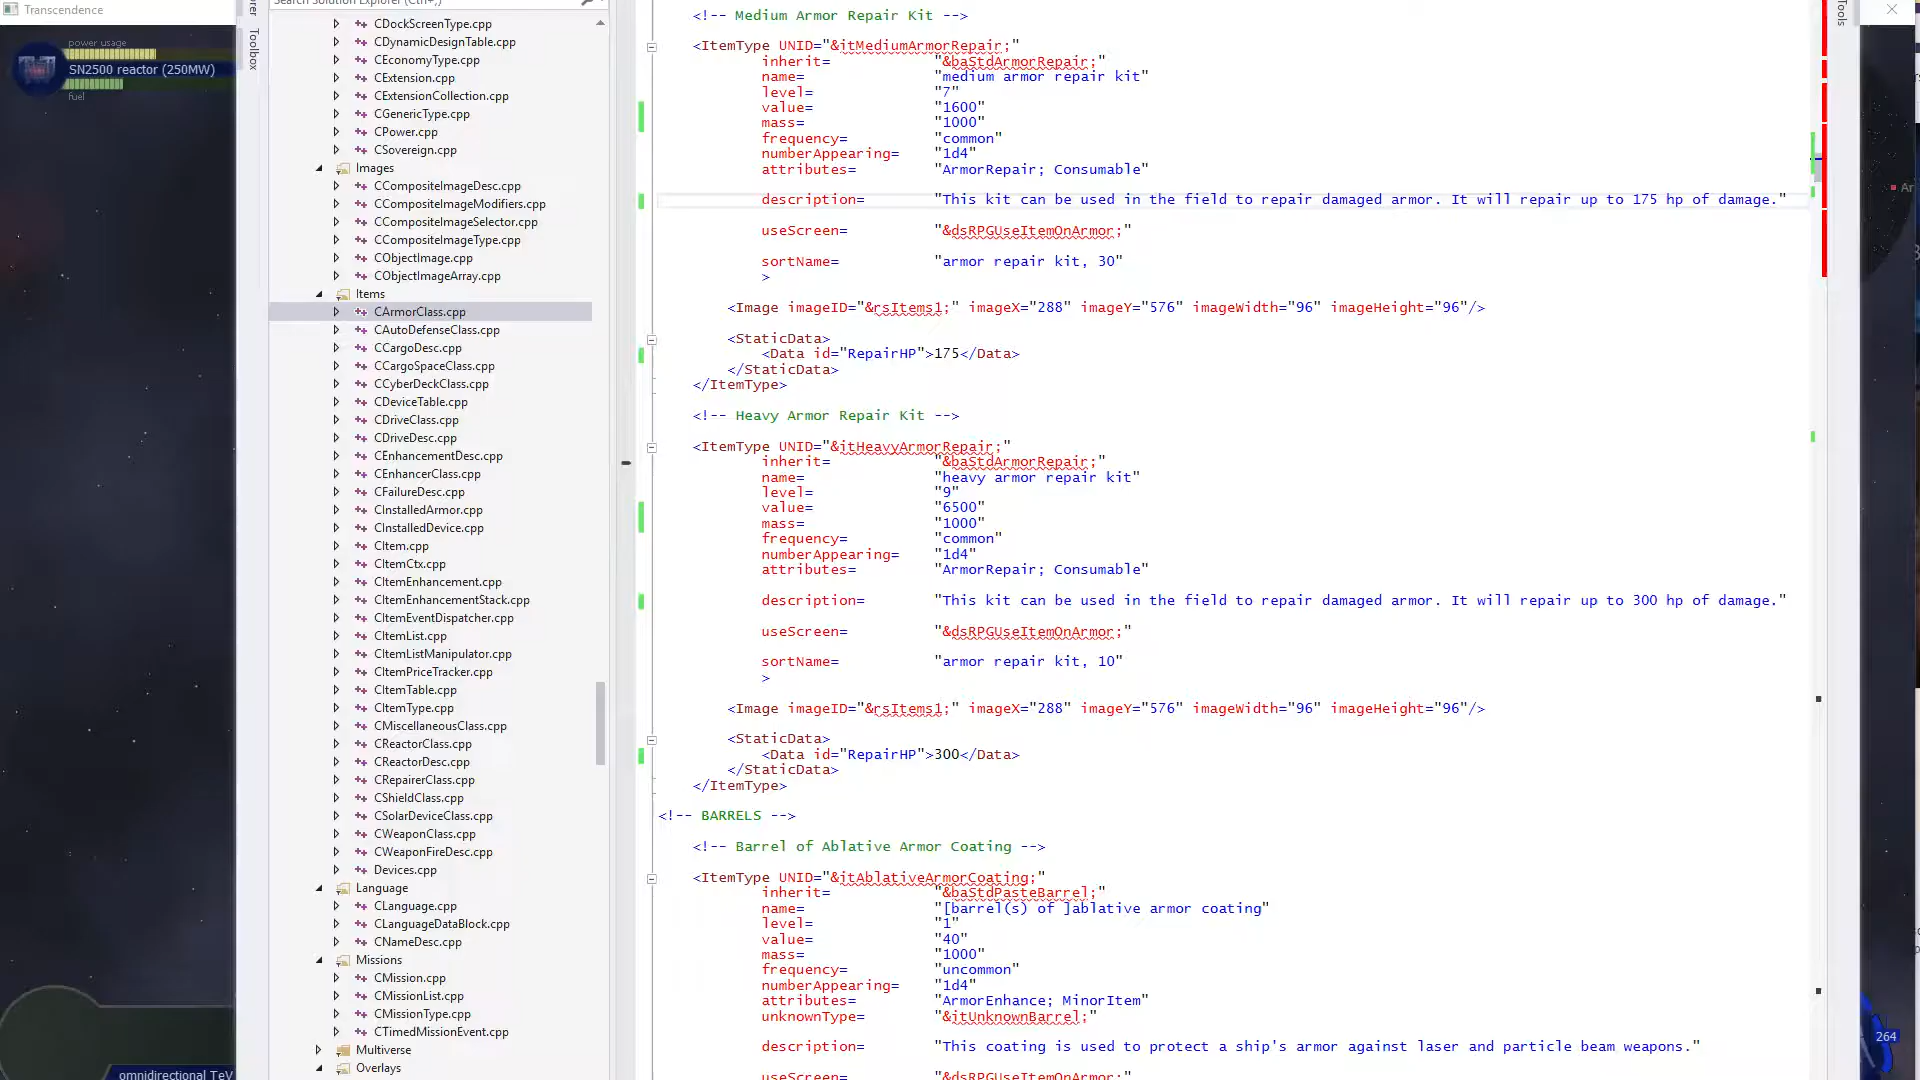 Transcendence
power usage
SN2500 reactor (250MW)
fuel
omnidirectional TeV
Toolbox
CDockScreenType.cpp
CDynamicDesignTable.cpp
CEconomyType.cpp
CExtension.cpp
CExtensionCollection.cpp
CGenericType.cpp
CPower.cpp
CSovereign.cpp
Images
CCompositeImageDesc.cpp
CCompositeImageModifiers.cpp
CCompositeImageSelector.cpp
CCompositeImageType.cpp
CObjectImage.cpp
CObjectImageArray.cpp
Items
CArmorClass.cpp
CAutoDefenseClass.cpp
CCargoDesc.cpp
CCargoSpaceClass.cpp
CCyberDeckClass.cpp
CDeviceTable.cpp
CDriveClass.cpp
CDriveDesc.cpp
CEnhancementDesc.cpp
CEnhancerClass.cpp
CFailureDesc.cpp
CInstalledArmor.cpp
CInstalledDevice.cpp
CItem.cpp
CItemCtx.cpp
CItemEnhancement.cpp
CItemEnhancementStack.cpp
CItemEventDispatcher.cpp
CItemList.cpp
CItemListManipulator.cpp
CItemPriceTracker.cpp
CItemTable.cpp
CItemType.cpp
CMiscellaneousClass.cpp
CReactorClass.cpp
CReactorDesc.cpp
CRepairerClass.cpp
CShieldClass.cpp
CSolarDeviceClass.cpp
CWeaponClass.cpp
CWeaponFireDesc.cpp
Devices.cpp
Language
CLanguage.cpp
CLanguageDataBlock.cpp
CNameDesc.cpp
Missions
CMission.cpp
CMissionList.cpp
CMissionType.cpp
CTimedMissionEvent.cpp
Multiverse
Overlays
<!-- Medium Armor Repair Kit -->
<ItemType UNID="&itMediumArmorRepair;"
inherit= "&baStdArmorRepair;"
name= "medium armor repair kit"
level= "7"
value= "1600"
mass= "1000"
frequency= "common"
numberAppearing= "1d4"
attributes= "ArmorRepair; Consumable"
description= "This kit can be used in the field to repair damaged armor. It will repair up to 175 hp of damage."
useScreen= "&dsRPGUseItemOnArmor;"
sortName= "armor repair kit, 30"
>
<Image imageID="&rsItems1;" imageX="288" imageY="576" imageWidth="96" imageHeight="96"/>
<StaticData>
<Data id="RepairHP">175</Data>
</StaticData>
</ItemType>
<!-- Heavy Armor Repair Kit -->
<ItemType UNID="&itHeavyArmorRepair;"
inherit= "&baStdArmorRepair;"
name= "heavy armor repair kit"
level= "9"
value= "6500"
mass= "1000"
frequency= "common"
numberAppearing= "1d4"
attributes= "ArmorRepair; Consumable"
description= "This kit can be used in the field to repair damaged armor. It will repair up to 300 hp of damage."
useScreen= "&dsRPGUseItemOnArmor;"
sortName= "armor repair kit, 10"
>
<Image imageID="&rsItems1;" imageX="288" imageY="576" imageWidth="96" imageHeight="96"/>
<StaticData>
<Data id="RepairHP">300</Data>
</StaticData>
</ItemType>
<!-- BARRELS -->
<!-- Barrel of Ablative Armor Coating -->
<ItemType UNID="&itAblativeArmorCoating;"
inherit= "&baStdPasteBarrel;"
name= "[barrel(s) of ]ablative armor coating"
level= "1"
value= "40"
mass= "1000"
frequency= "uncommon"
numberAppearing= "1d4"
attributes= "ArmorEnhance; MinorItem"
unknownType= "&itUnknownBarrel;"
description= "This coating is used to protect a ship's armor against laser and particle beam weapons."
useScreen= "&dsRPGUseItemOnArmor;"
Tools
Ar
264